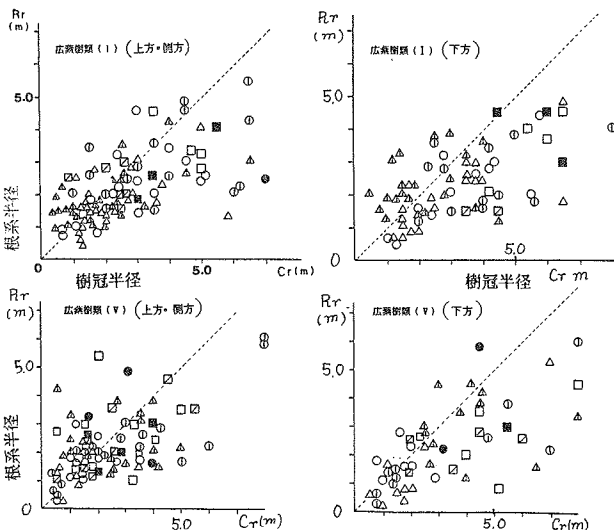 Rr
(m)
広葉樹類(I)(上方・側方)
5.0
根系半径
0
5.0
Cr(m)
樹冠半径
Rr
(m)
広葉樹類(I)(下方)
5.0
0
5.0
Cr m
樹冠半径
Rr
(m)
広葉樹類(V)(上方・側方)
5.0
根系半径
0
5.0
Cr(m)
Rr
(m)
広葉樹類(V)(下方)
5.0
0
5.0
Cr(m)